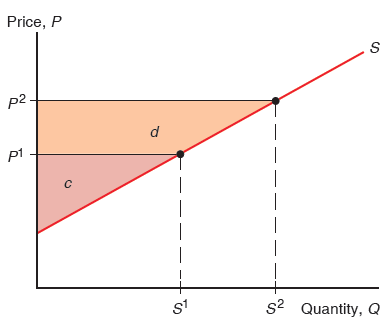 Price, P
S
P²
d
P¹
c
S¹
S²
Quantity, Q